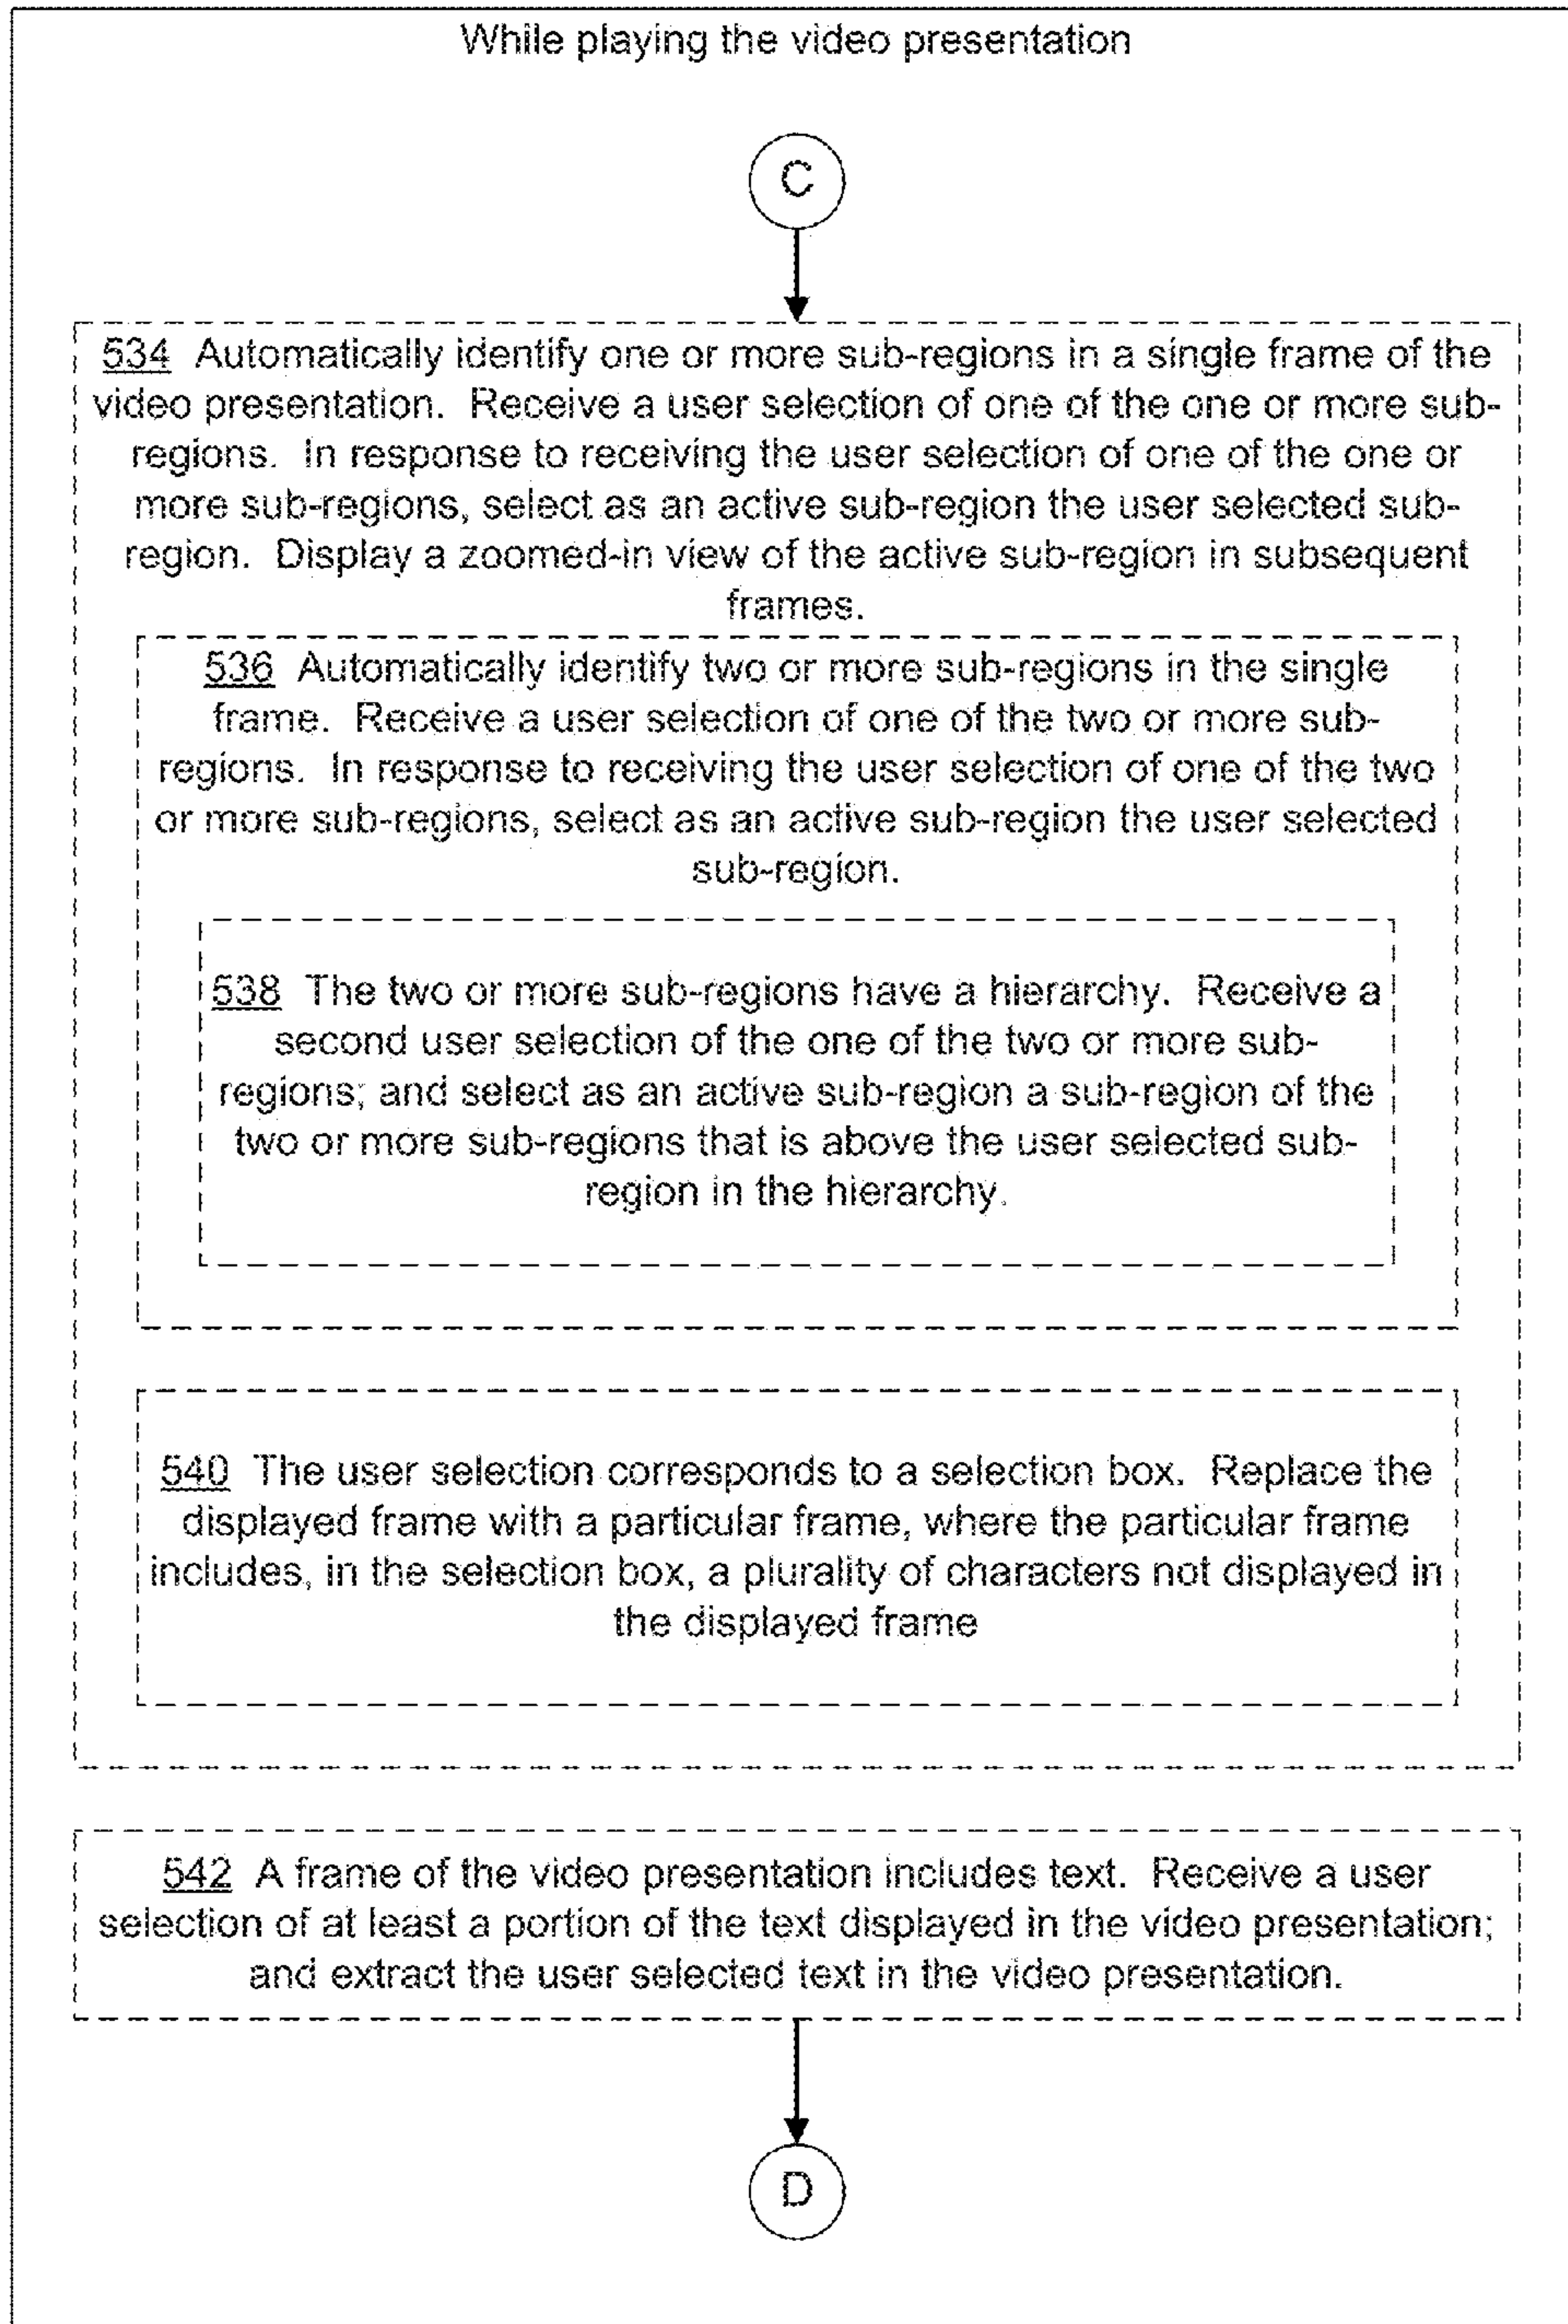 While playing the video presentation
C
534 Automatically identify one or more sub-regions in a single frame of the
video presentation. Receive a user selection of one of the one or more sub-
regions. In response to receiving the user selection of one of the one or
more sub-regions, select as an active sub-region the user selected sub-
region. Display a zoomed-in view of the active sub-region in subsequent
frames.
536 Automatically identify two or more sub-regions in the single
frame. Receive a user selection of one of the two or more sub-
regions. In response to receiving the user selection of one of the two
or more sub-regions, select as an active sub-region the user selected
sub-region.
538 The two or more sub-regions have a hierarchy. Receive a
second user selection of the one of the two or more sub-
regions; and select as an active sub-region a sub-region of the
two or more sub-regions that is above the user selected sub-
region in the hierarchy.
540 The user selection corresponds to a selection box. Replace the
displayed frame with a particular frame, where the particular frame
includes, in the selection box, a plurality of characters not displayed in
the displayed frame
542 A frame of the video presentation includes text. Receive a user
selection of at least a portion of the text displayed in the video presentation;
and extract the user selected text in the video presentation.
D